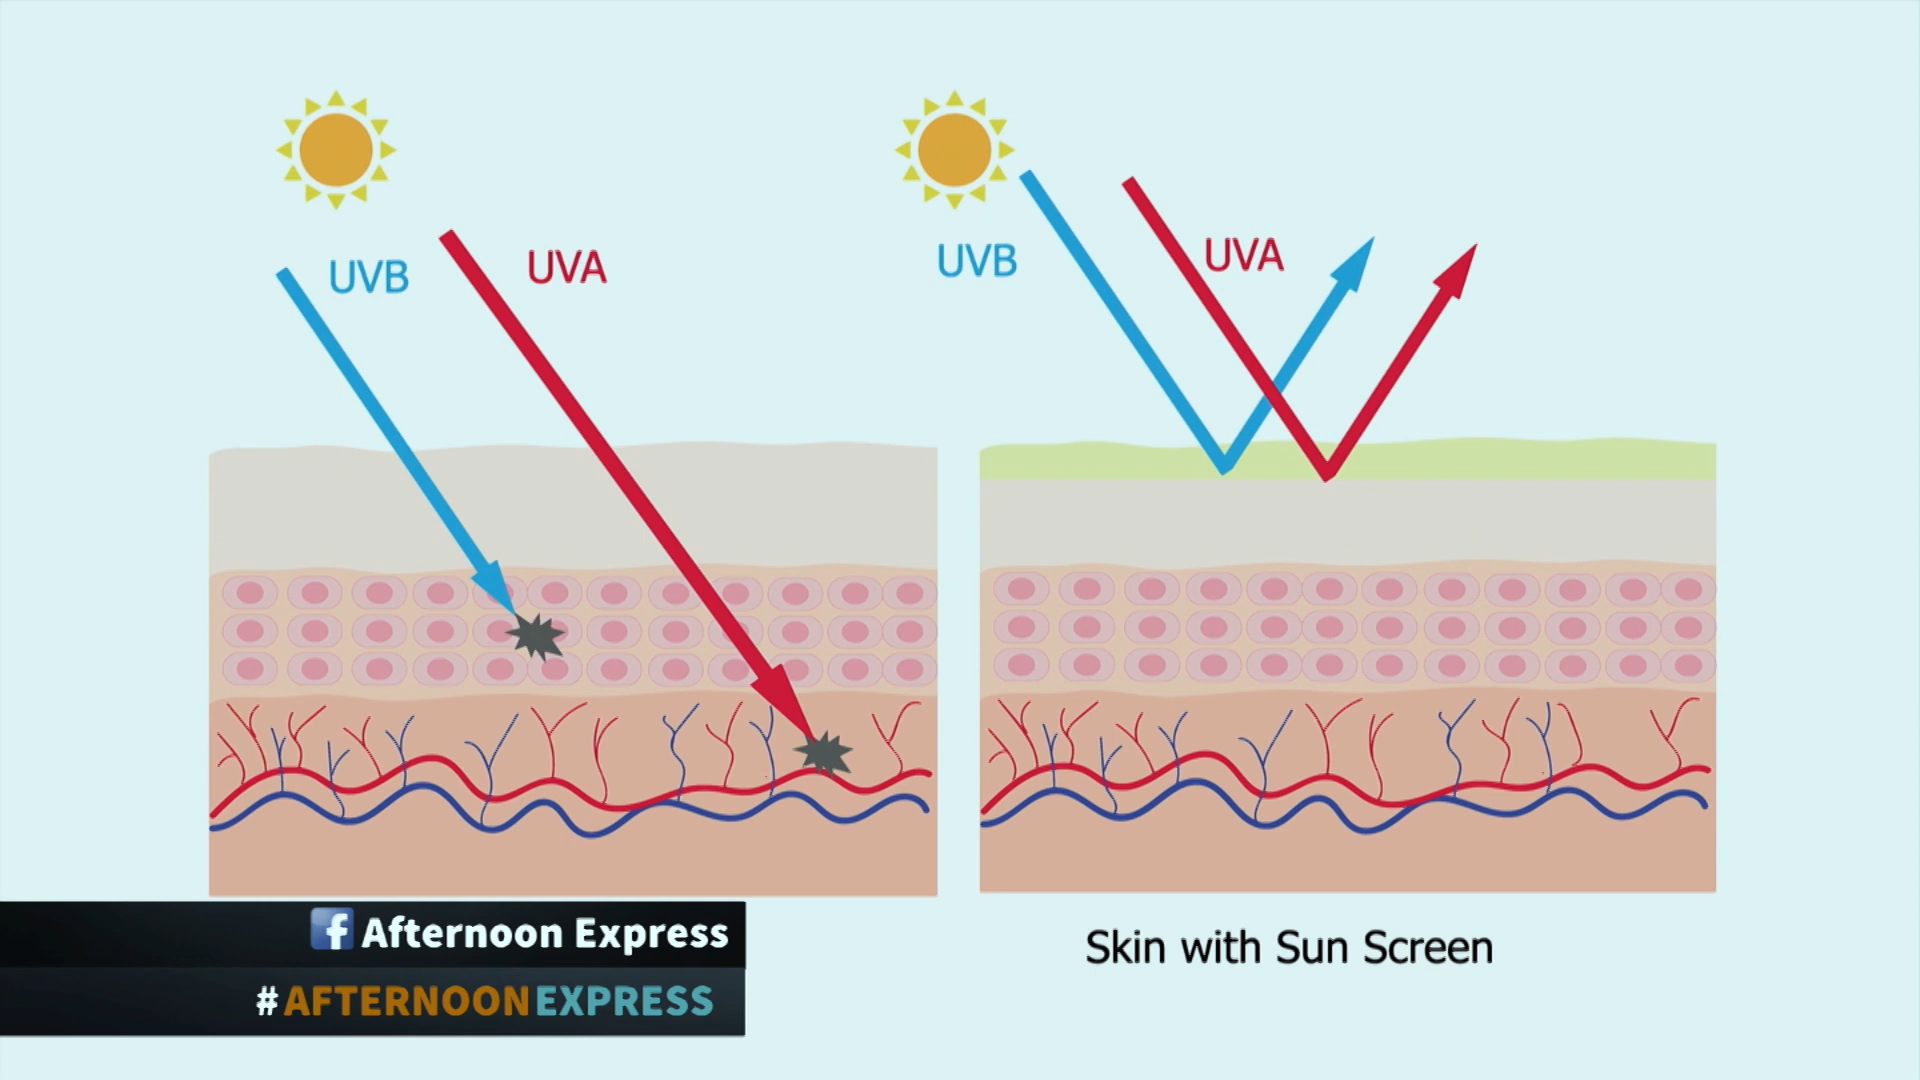 UVB
UVA
UVB
UVA
Skin with Sun Screen
f Afternoon Express
#AFTERNOONEXPRESS